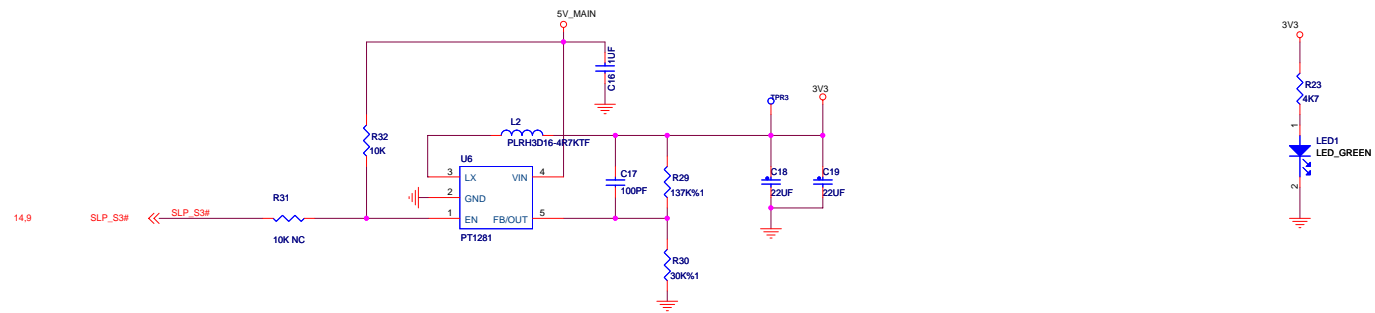 5V_MAIN
3V3
C16 1UF
R23
4K7
TPR3
3V3
L2
PLRH3D16-4R7KTF
R32
10K
1
LED1
LED_GREEN
2
U6
3 LX VIN 4
2 GND
1 EN FB/OUT 5
PT1281
C17
100PF
R29
137K%1
C18
22UF
C19
22UF
R31
10K NC
14,9 SLP_S3# SLP_S3#
R30
30K%1